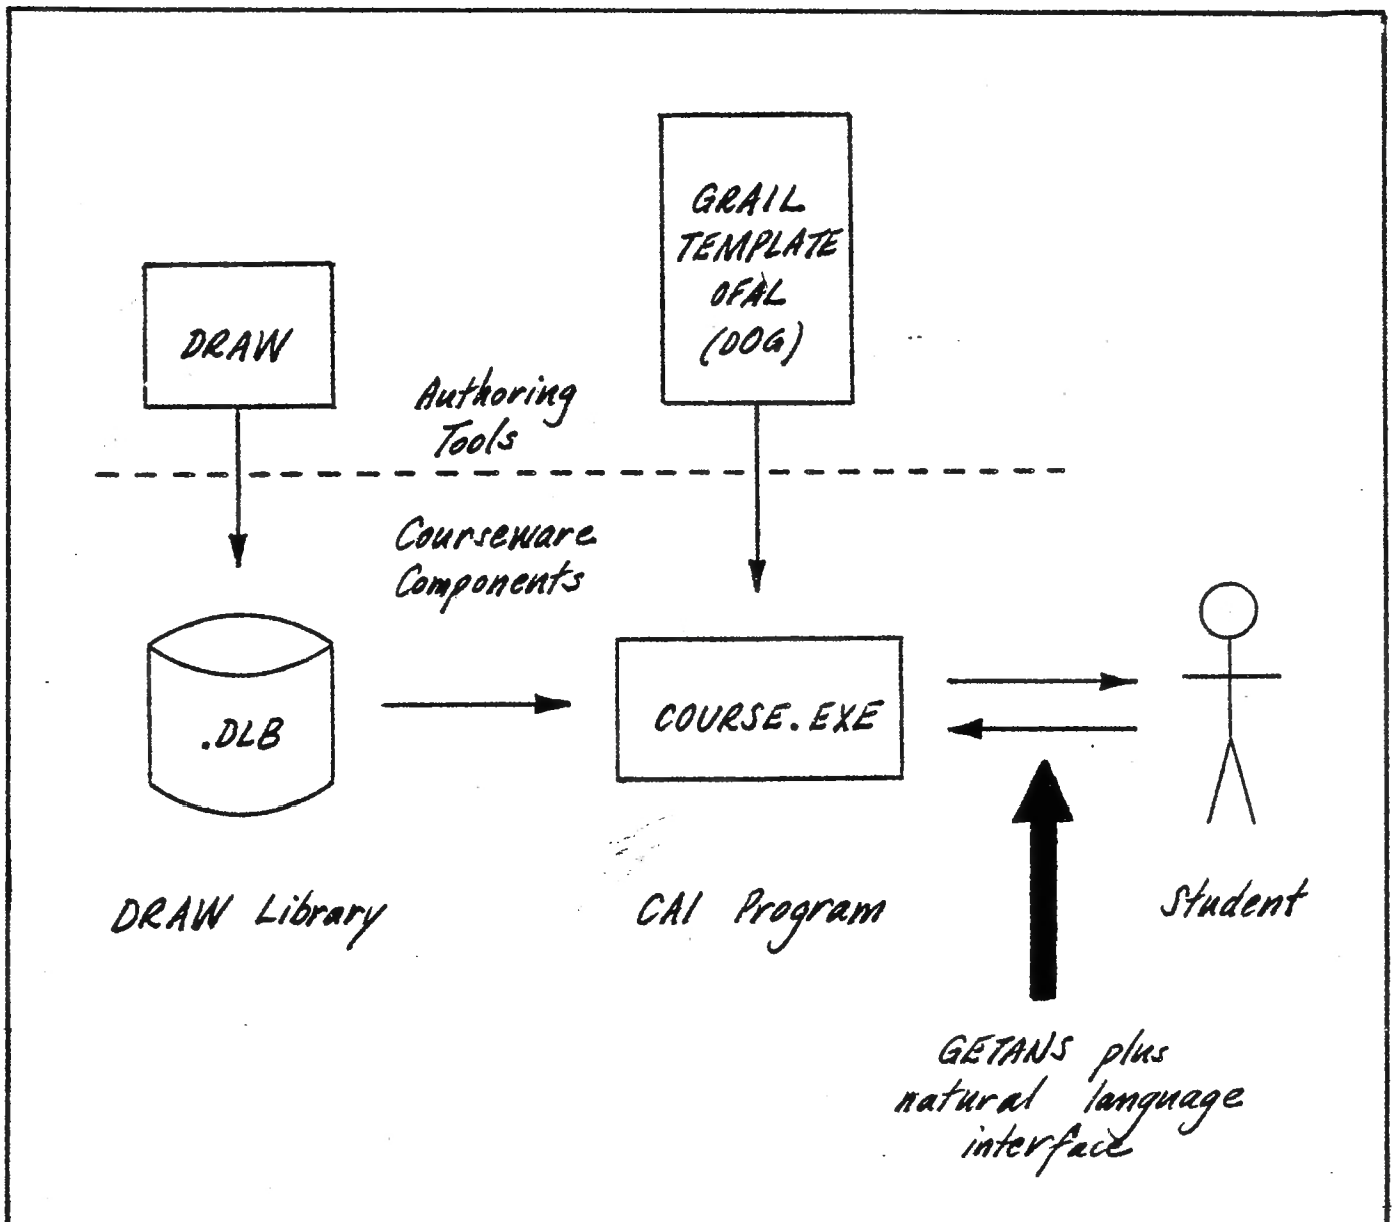 GRAIL
TEMPLATE
OFAL
(DOG)
DRAW
Authoring
Tools
Courseware
Components
.DLB
COURSE.EXE
DRAW Library
CAI Program
Student
GETANS plus
natural language
interface